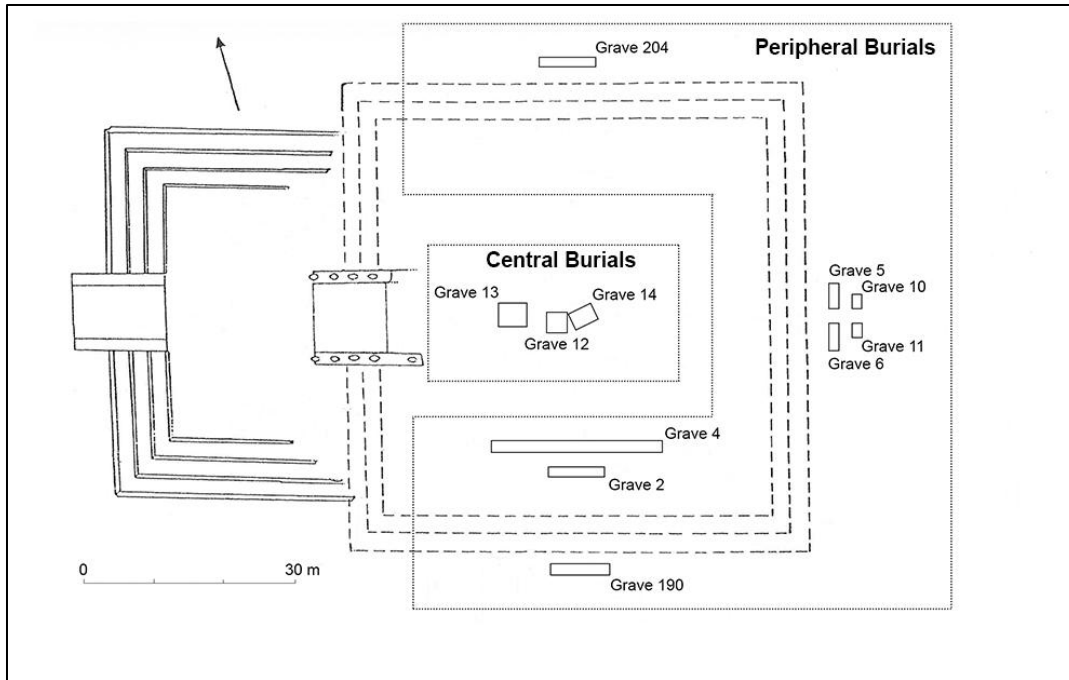 Grave 204
Peripheral Burials
Central Burials
Grave 13
Grave 14
Grave 12
Grave 5
Grave 10
Grave 11
Grave 6
Grave 4
Grave 2
0
30 m
Grave 190